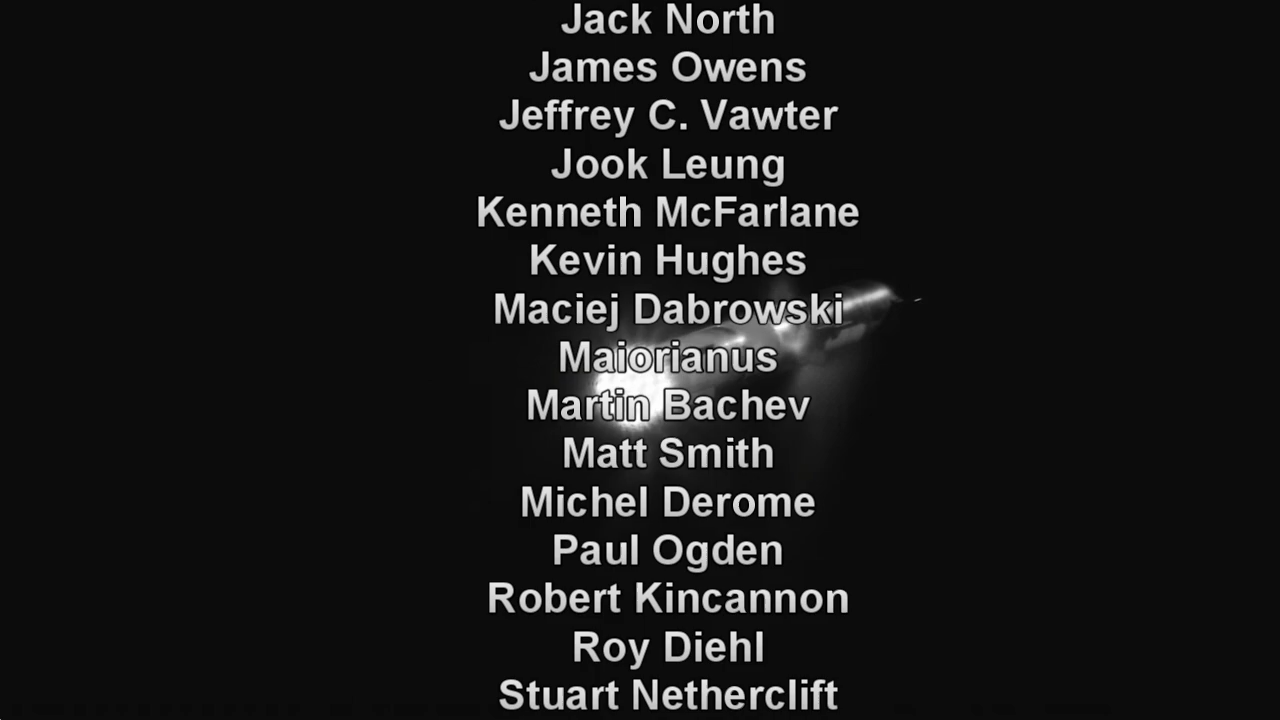 Jack North
James Owens
Jeffrey C. Vawter
Jook Leung
Kenneth McFarlane
Kevin Hughes
Maciej Dabrowski
Maiorianus
Martin Bachev
Matt Smith
Michel Derome
Paul Ogden
Robert Kincannon
Roy Diehl
Stuart Netherclift